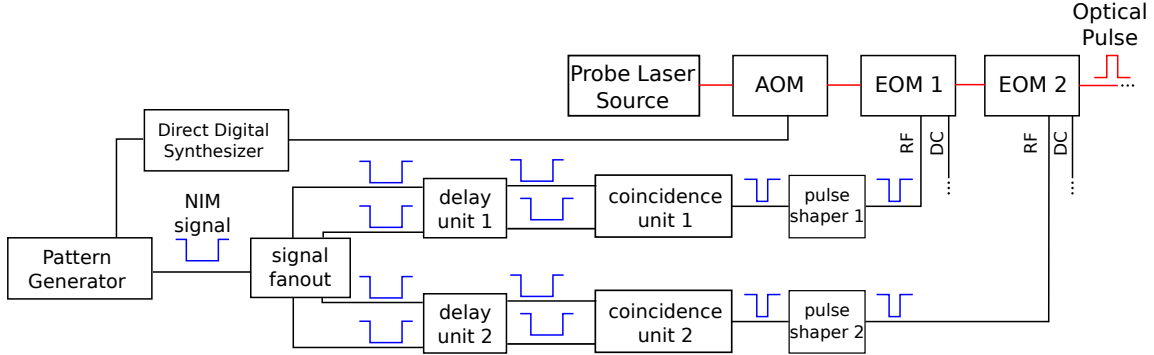 Optical
Pulse
Probe Laser
Source
AOM
EOM 1
EOM 2
...
Direct Digital
Synthesizer
RF
DC
RF
DC
....
....
NIM
signal
delay
unit 1
coincidence
unit 1
pulse
shaper 1
Pattern
Generator
signal
fanout
delay
unit 2
coincidence
unit 2
pulse
shaper 2